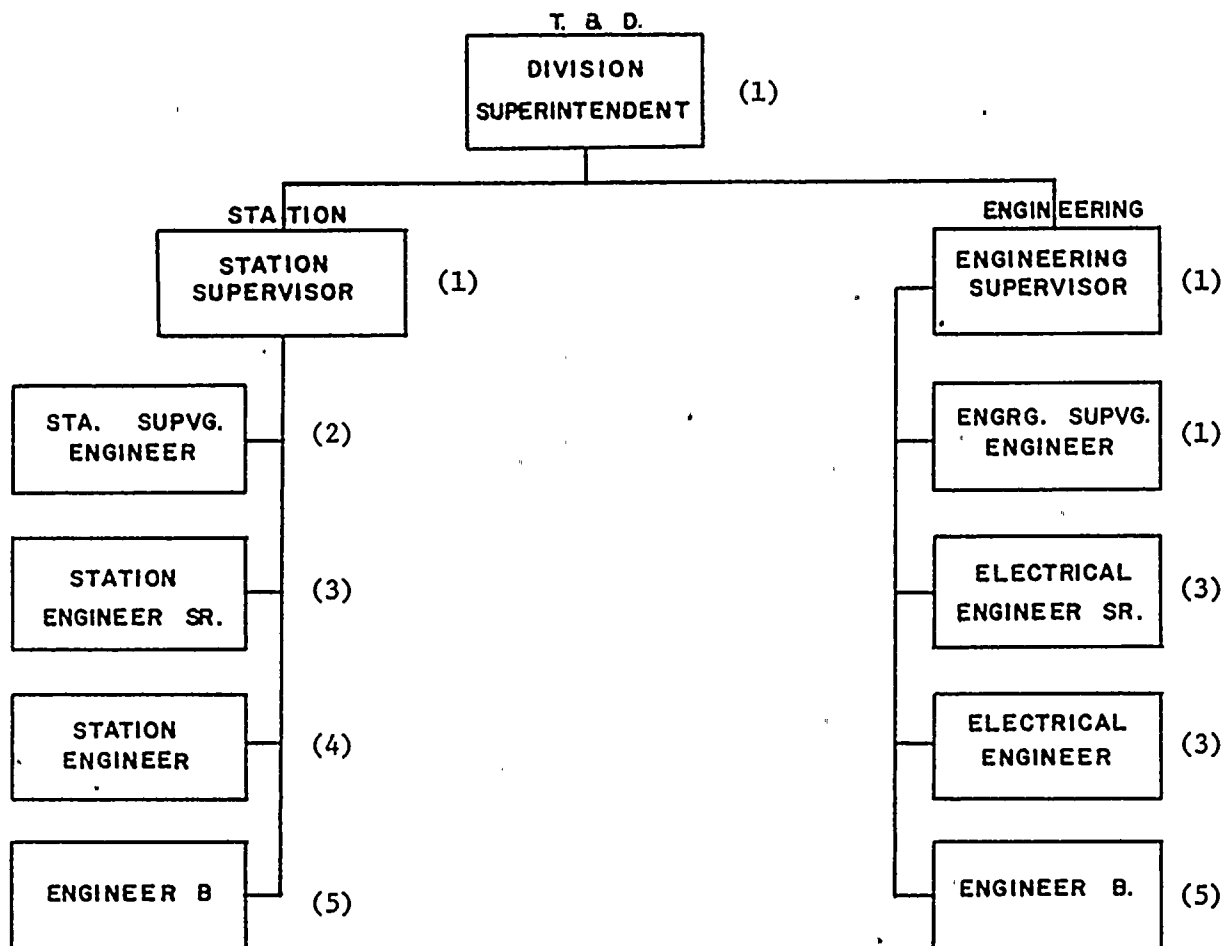 T. & D.
DIVISION
SUPERINTENDENT
(1)
STATION
STATION
SUPERVISOR
(1)
STA. SUPVG.
ENGINEER
(2)
STATION
ENGINEER SR.
(3)
STATION
ENGINEER
(4)
ENGINEER B
(5)
ENGINEERING
ENGINEERING
SUPERVISOR
(1)
ENGRG. SUPVG.
ENGINEER
(1)
ELECTRICAL
ENGINEER SR.
(3)
ELECTRICAL
ENGINEER
(3)
ENGINEER B.
(5)